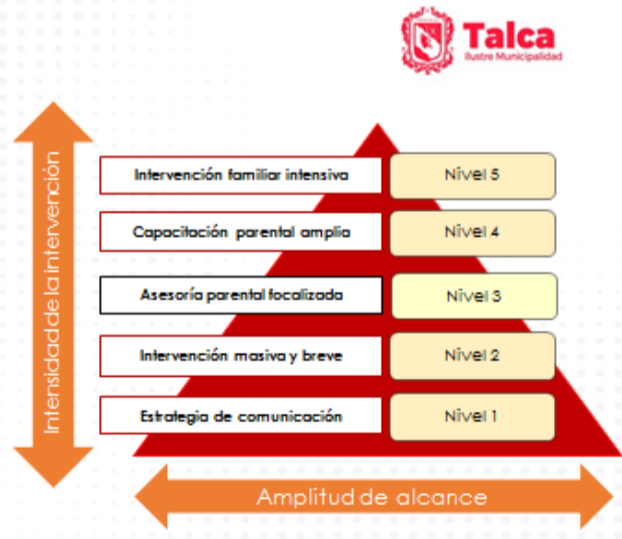 Talca
Ilustre Municipalidad
Intensidad de la intervención
Intervención familiar intensiva
Nivel 5
Capacitación parental amplia
Nivel 4
Asesoría parental focalizada
Nivel 3
Intervención masiva y breve
Nivel 2
Estrategia de comunicación
Nivel 1
Amplitud de alcance